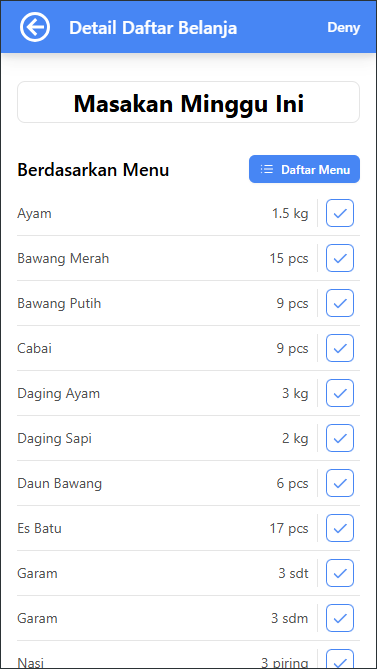 Detail Daftar Belanja Deny
Masakan Minggu Ini
Berdasarkan Menu Daftar Menu
Ayam 1.5 kg
Bawang Merah 15 pcs
Bawang Putih 9 pcs
Cabai 9 pcs
Daging Ayam 3 kg
Daging Sapi 2 kg
Daun Bawang 6 pcs
Es Batu 17 pcs
Garam 3 sdt
Garam 3 sdm
Nasi 3 piring